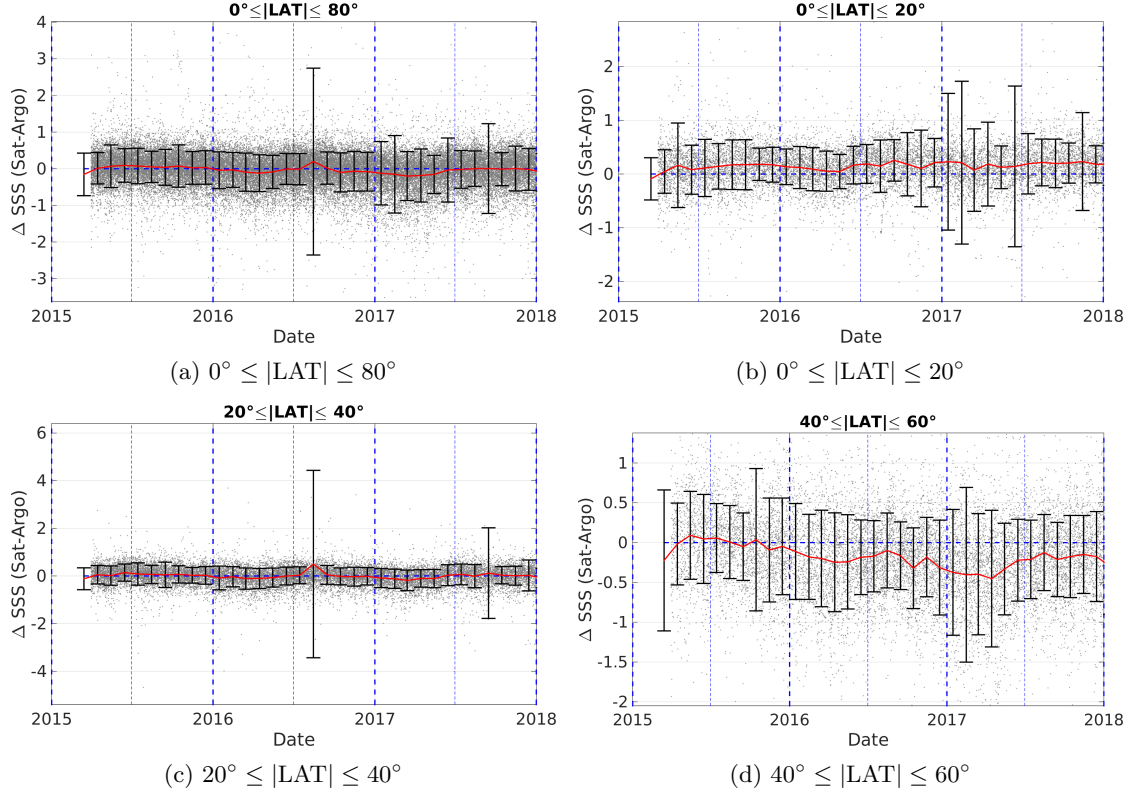 0°≤|LAT|≤ 80°
Δ SSS (Sat-Argo)
4
3
2
1
0
-1
-2
-3
2015
2016
2017
2018
Date
(a) 0° ≤ |LAT| ≤ 80°
0°≤|LAT|≤ 20°
Δ SSS (Sat-Argo)
2
1
0
-1
-2
2015
2016
2017
2018
Date
(b) 0° ≤ |LAT| ≤ 20°
20°≤|LAT|≤ 40°
Δ SSS (Sat-Argo)
6
4
2
0
-2
-4
2015
2016
2017
2018
Date
(c) 20° ≤ |LAT| ≤ 40°
40°≤|LAT|≤ 60°
Δ SSS (Sat-Argo)
1
0.5
0
-0.5
-1
-1.5
-2
2015
2016
2017
2018
Date
(d) 40° ≤ |LAT| ≤ 60°